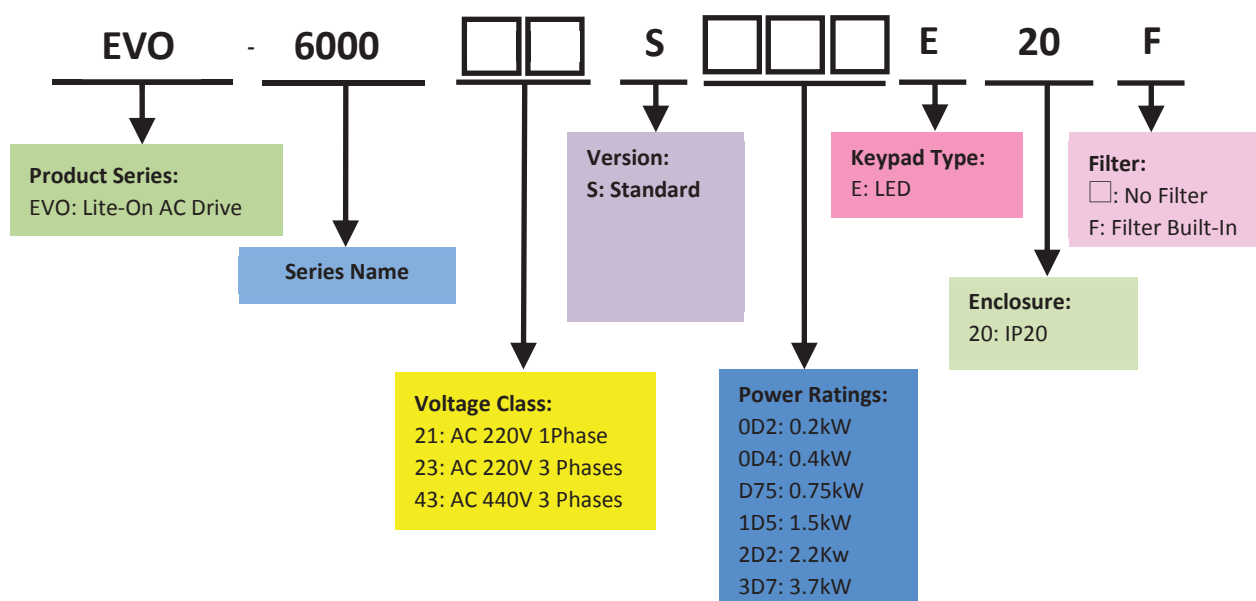 EVO - 6000 □□ S □□□ E 20 F
Product Series:
EVO: Lite-On AC Drive
Series Name
Version:
S: Standard
Keypad Type:
E: LED
Filter:
□: No Filter
F: Filter Built-In
Enclosure:
20: IP20
Voltage Class:
21: AC 220V 1Phase
23: AC 220V 3 Phases
43: AC 440V 3 Phases
Power Ratings:
0D2: 0.2kW
0D4: 0.4kW
D75: 0.75kW
1D5: 1.5kW
2D2: 2.2Kw
3D7: 3.7kW